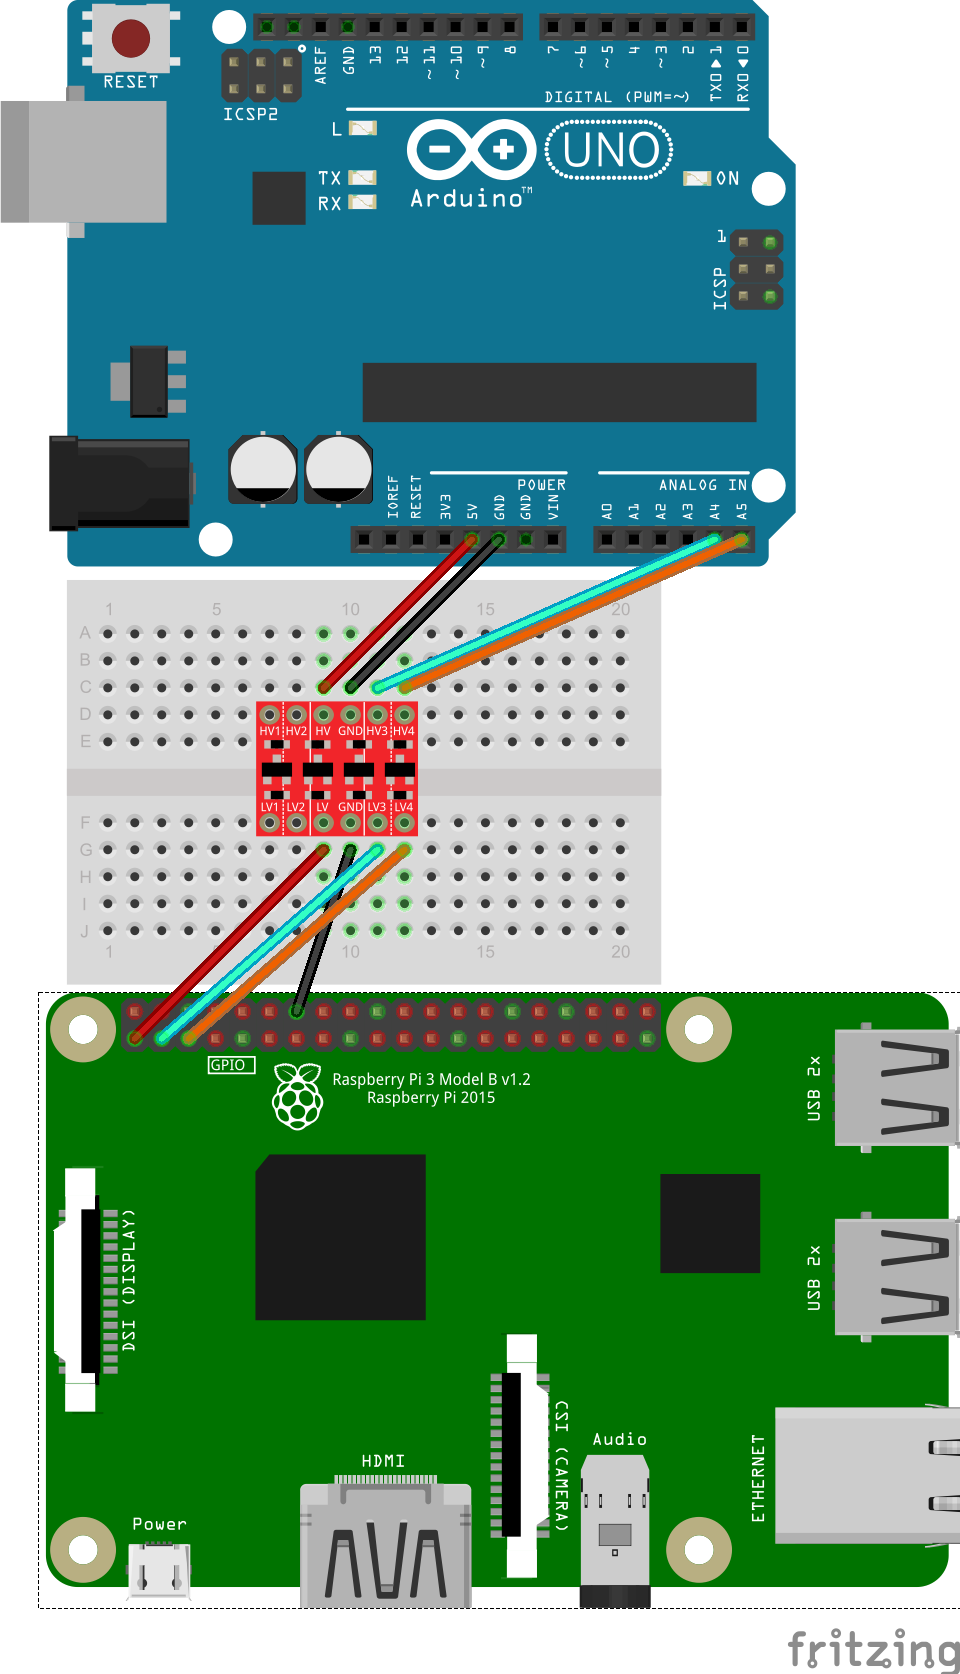 RESET
ICSP2
AREF
GND
13
12
~11
~10
~9
8
7
~6
~5
4
~3
2
TX0▶1
RX0◀0
DIGITAL (PWM=~)
L
TX
RX
UNO
Arduino™
ON
1
ICSP
IOREF
RESET
3V3
5V
GND
GND
VIN
POWER
A0
A1
A2
A3
A4
A5
ANALOG IN
1 5 10 15 20
A
B
C
D
E
HV1 HV2 HV GND HV3 HV4
LV1 LV2 LV GND LV3 LV4
F
G
H
I
J
1 10 15 20
GPIO
Raspberry Pi 3 Model B v1.2
Raspberry Pi 2015
USB 2x
USB 2x
DSI (DISPLAY)
CSI (CAMERA)
HDMI
Audio
ETHERNET
Power
fritzing